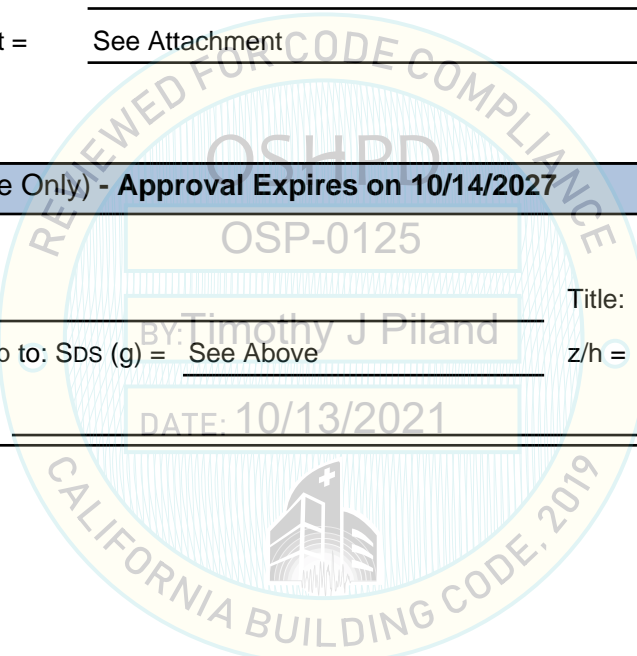 t = See Attachment
REVIEWED FOR CODE COMPLIANCE
OSHPD
e Only) - Approval Expires on 10/14/2027
OSP-0125
Title:
BY: Timothy J Piland
o to: SDS (g) = See Above z/h =
DATE: 10/13/2021
CALIFORNIA BUILDING CODE, 2019